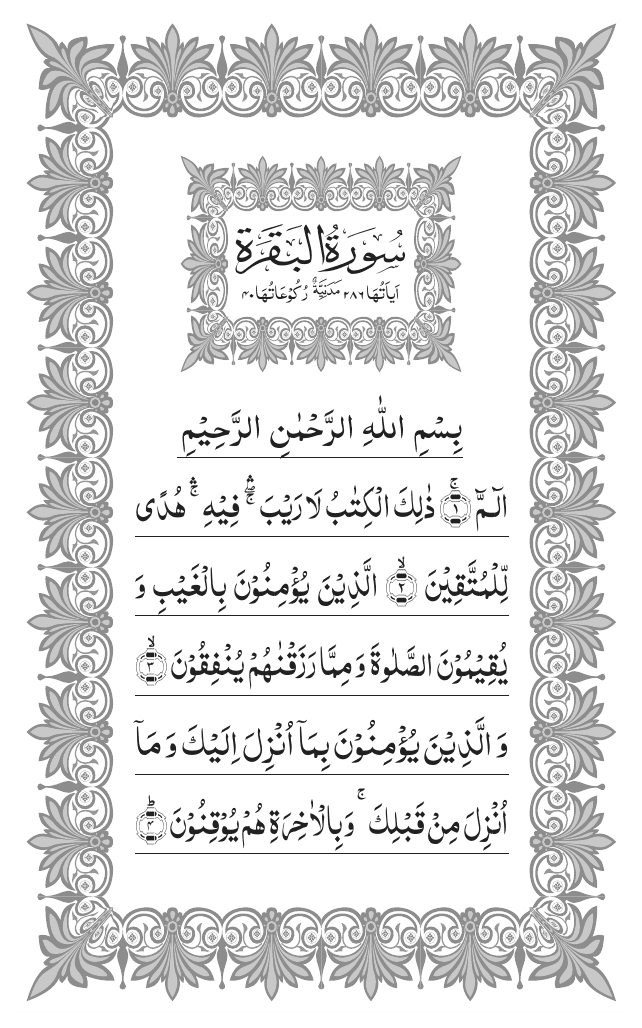 سُوْرَةُ الْبَقَرَةِ
اٰيَاتُهَا ٢٨٦ مَدَنِيَّةٌ رُكُوْعَاتُهَا ۴۰
بِسْمِ اللّٰهِ الرَّحْمٰنِ الرَّحِيْمِ
الٓمّٓ ۚ﴿۱﴾ ذٰلِكَ الْكِتٰبُ لَا رَيْبَ ۛۖ فِيْهِ ۛۚ هُدًى
لِّلْمُتَّقِيْنَ ۙ﴿۲﴾ الَّذِيْنَ يُؤْمِنُوْنَ بِالْغَيْبِ وَ
يُقِيْمُوْنَ الصَّلٰوةَ وَ مِمَّا رَزَقْنٰهُمْ يُنْفِقُوْنَ ۙ﴿۳﴾
وَ الَّذِيْنَ يُؤْمِنُوْنَ بِمَاۤ اُنْزِلَ اِلَيْكَ وَ مَاۤ
اُنْزِلَ مِنْ قَبْلِكَ ۚ وَبِالْاٰخِرَةِ هُمْ يُوْقِنُوْنَ ؕ﴿۴﴾